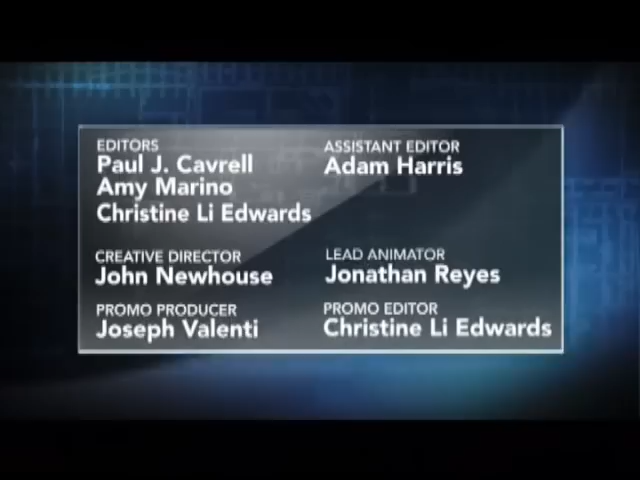 EDITORS
Paul J. Cavrell
Amy Marino
Christine Li Edwards
ASSISTANT EDITOR
Adam Harris
CREATIVE DIRECTOR
John Newhouse
LEAD ANIMATOR
Jonathan Reyes
PROMO PRODUCER
Joseph Valenti
PROMO EDITOR
Christine Li Edwards